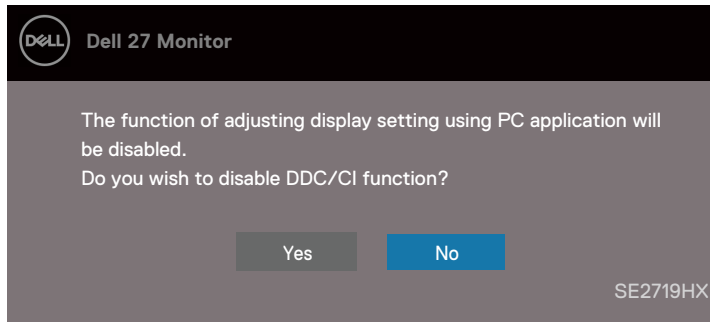 DELL
Dell 27 Monitor
The function of adjusting display setting using PC application will
be disabled.
Do you wish to disable DDC/CI function?
Yes
No
SE2719HX